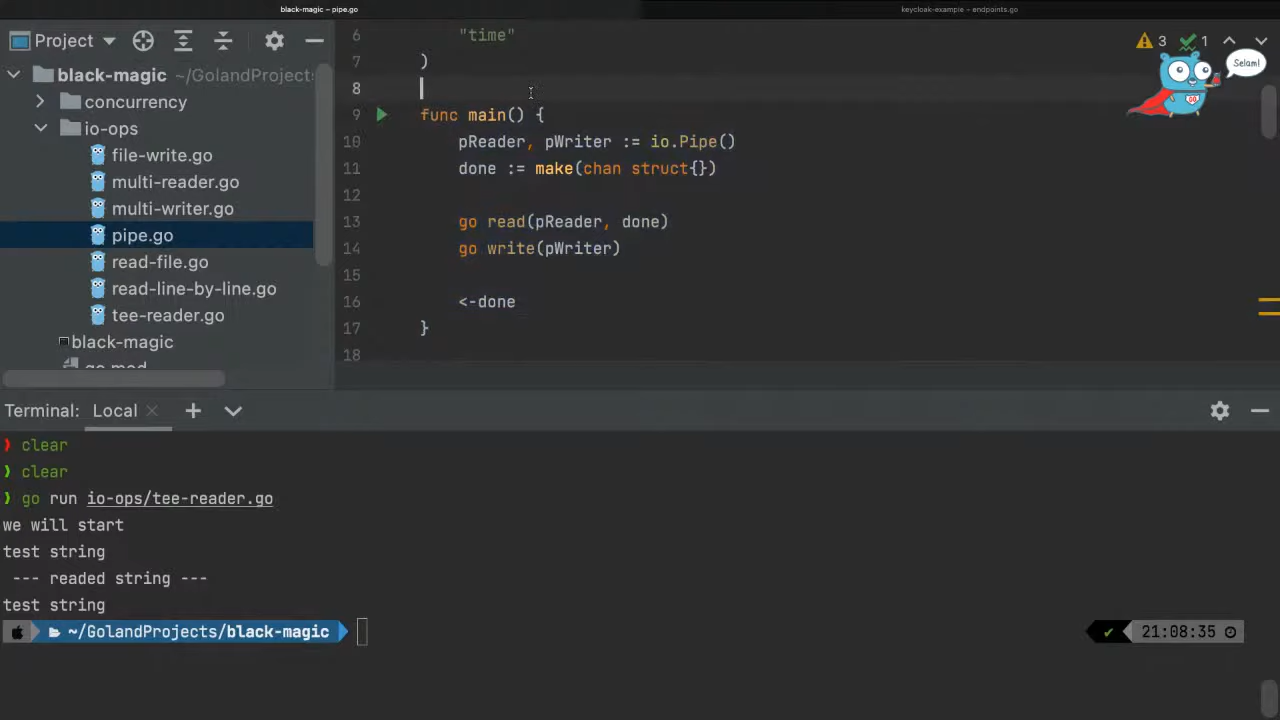 black-magic – pipe.go
keycloak-example – endpoints.go
Project
black-magic ~/GolandProjects
concurrency
io-ops
file-write.go
multi-reader.go
multi-writer.go
pipe.go
read-file.go
read-line-by-line.go
tee-reader.go
black-magic
go.mod
6 "time"
7 )
8
9 func main() {
10 pReader, pWriter := io.Pipe()
11 done := make(chan struct{})
12
13 go read(pReader, done)
14 go write(pWriter)
15
16 <-done
17 }
18
3 1
Selam!
GO
Terminal: Local
❯ clear
❯ clear
❯ go run io-ops/tee-reader.go
we will start
test string
--- readed string ---
test string
~/GolandProjects/black-magic
✔ 21:08:35